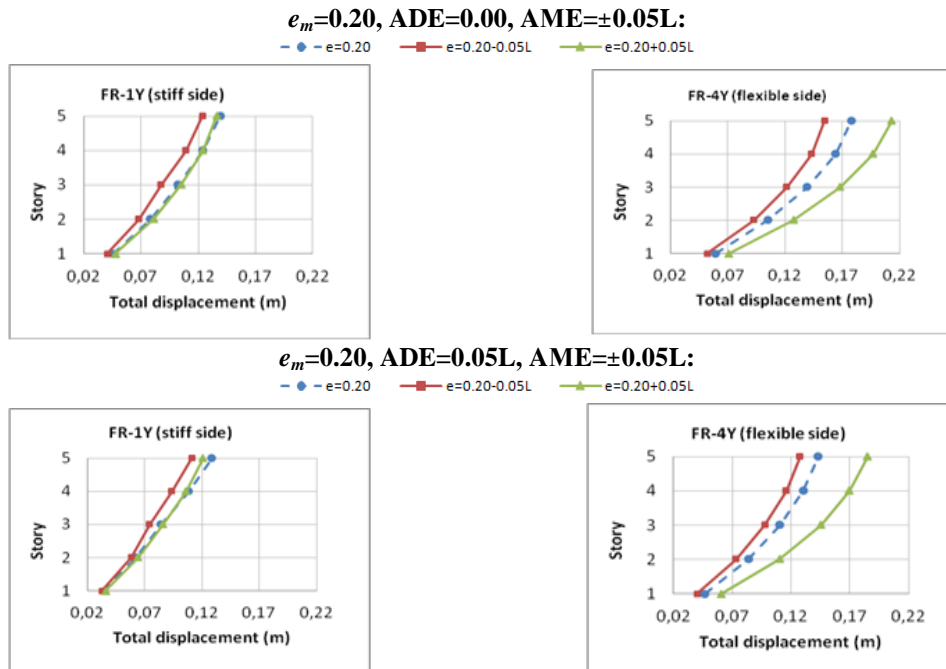 e_m=0.20, ADE=0.00, AME=±0.05L:
e=0.20 e=0.20-0.05L e=0.20+0.05L
FR-1Y (stiff side)
5
4
3
2
1
Story
0,02 0,07 0,12 0,17 0,22
Total displacement (m)
FR-4Y (flexible side)
5
4
3
2
1
Story
0,02 0,07 0,12 0,17 0,22
Total displacement (m)
e_m=0.20, ADE=0.05L, AME=±0.05L:
e=0.20 e=0.20-0.05L e=0.20+0.05L
FR-1Y (stiff side)
5
4
3
2
1
Story
0,02 0,07 0,12 0,17 0,22
Total displacement (m)
FR-4Y (flexible side)
5
4
3
2
1
Story
0,02 0,07 0,12 0,17 0,22
Total displacement (m)